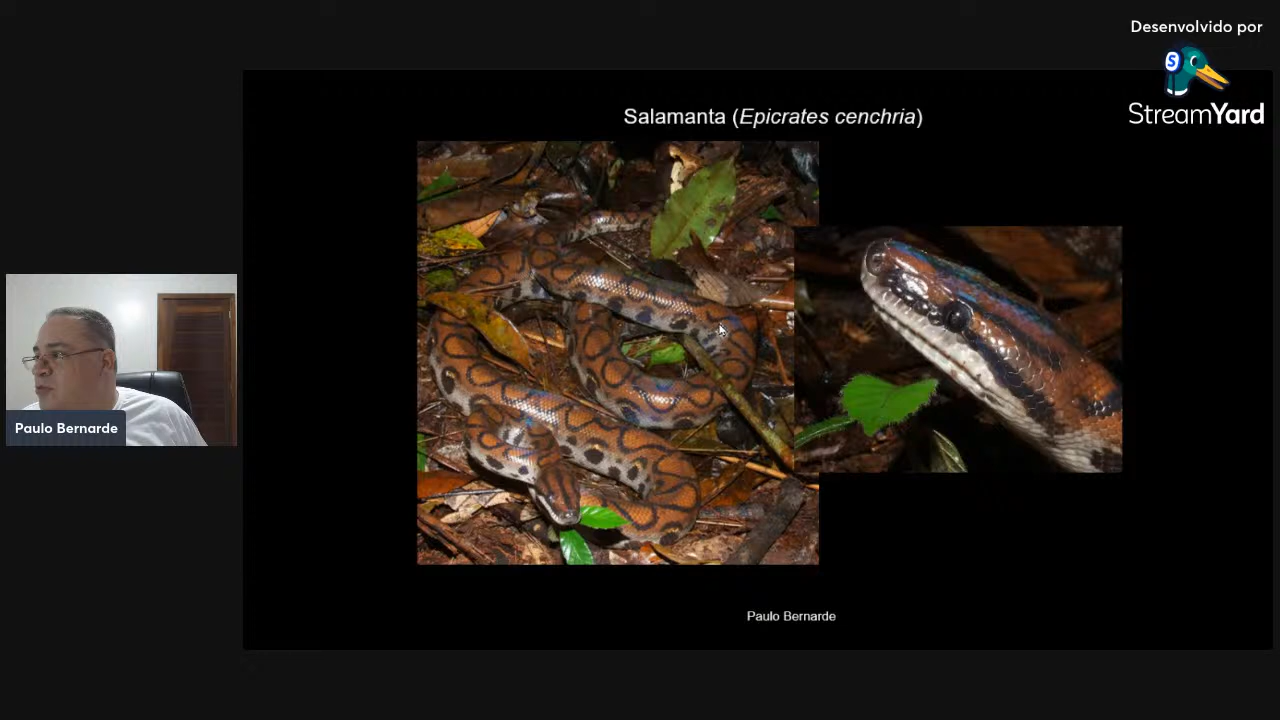 Desenvolvido por
S
StreamYard
Salamanta (Epicrates cenchria)
Paulo Bernarde
Paulo Bernarde